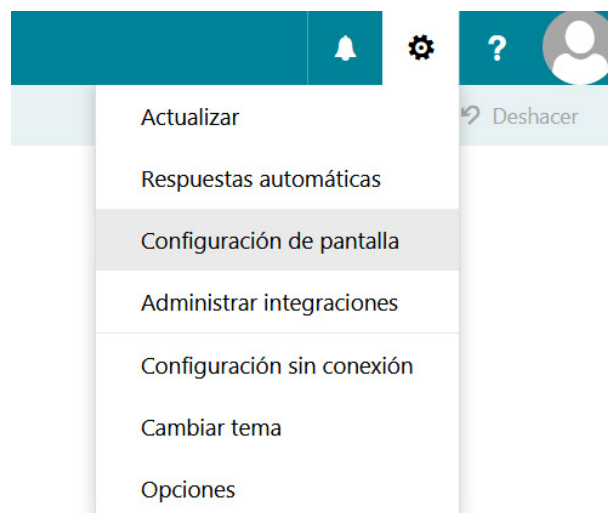 ?
Actualizar
Deshacer
Respuestas automáticas
Configuración de pantalla
Administrar integraciones
Configuración sin conexión
Cambiar tema
Opciones